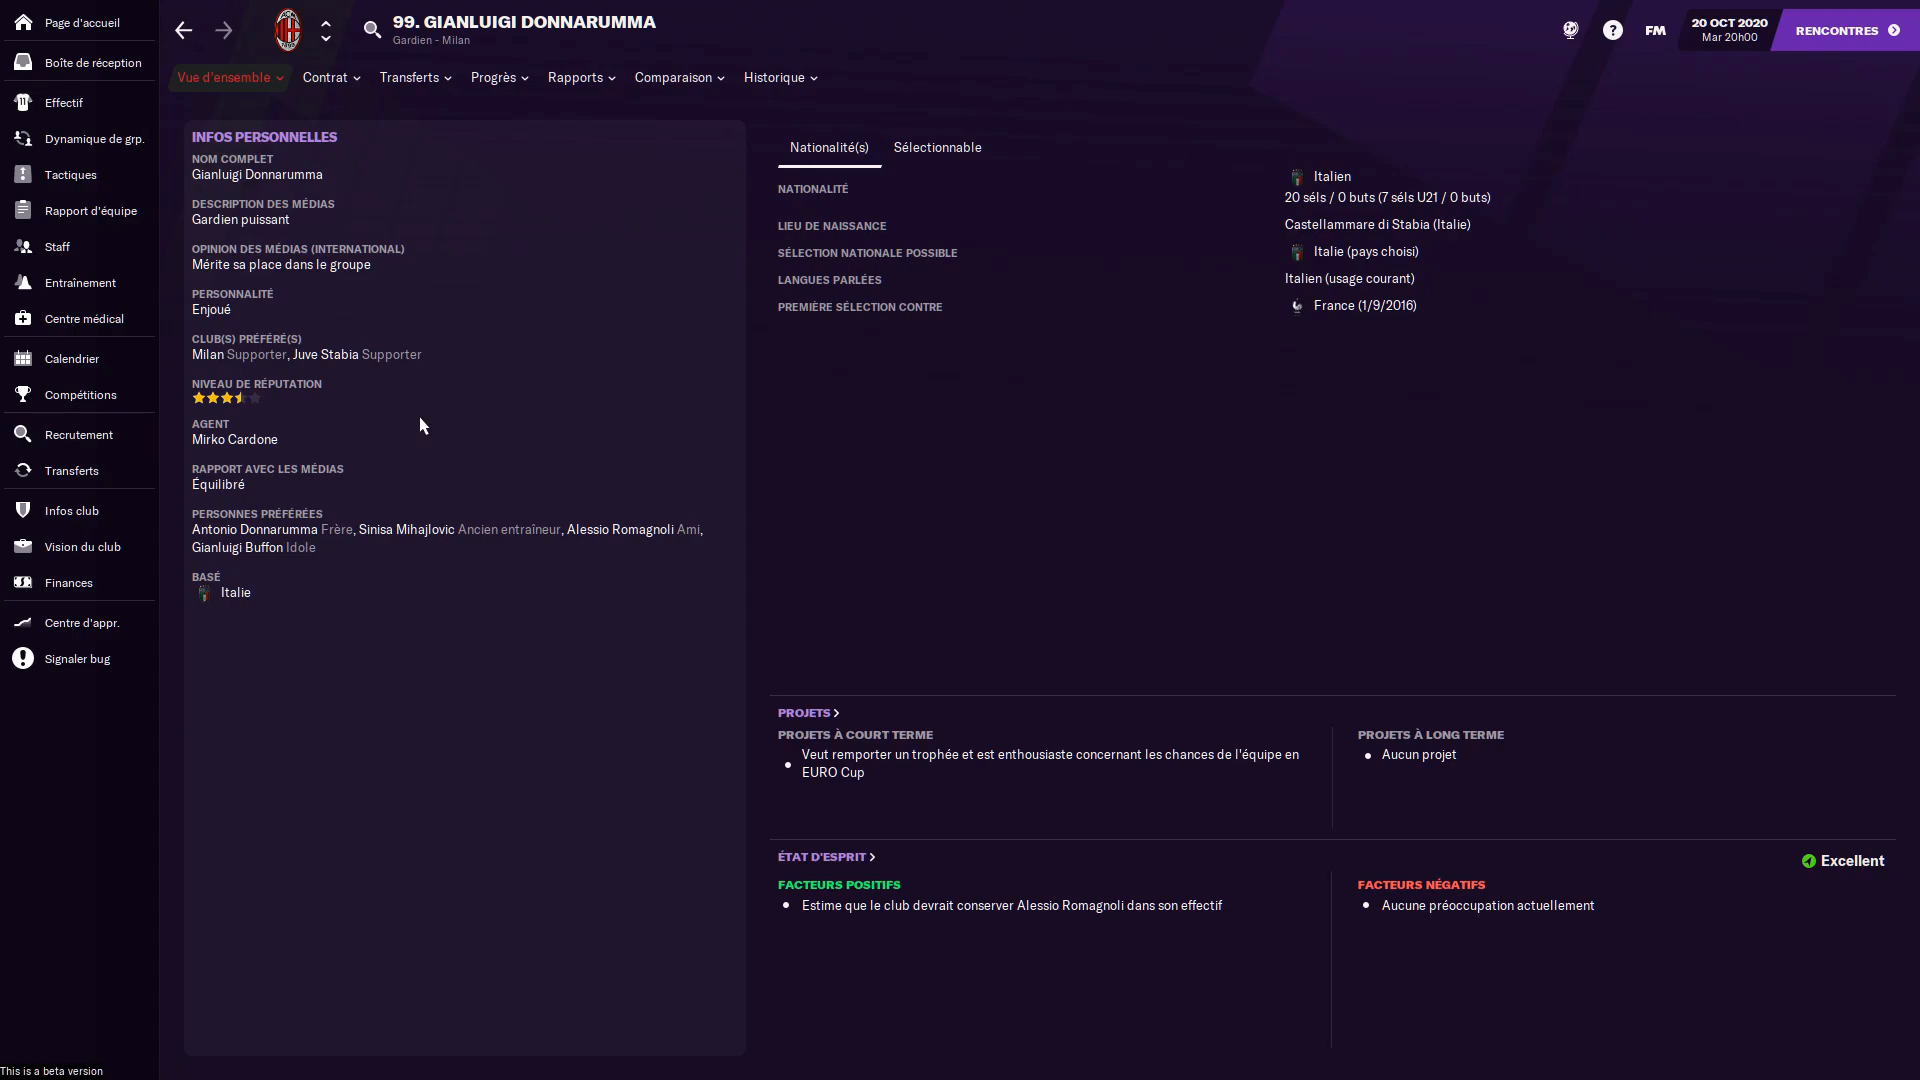 Page d'accueil
Boîte de réception
Effectif
Dynamique de grp.
Tactiques
Rapport d'équipe
Staff
Entraînement
Centre médical
Calendrier
Compétitions
Recrutement
Transferts
Infos club
Vision du club
Finances
Centre d'appr.
Signaler bug
This is a beta version
99. GIANLUIGI DONNARUMMA
Gardien - Milan
FM
20 OCT 2020
Mar 20h00
RENCONTRES
Vue d'ensemble
Contrat
Transferts
Progrès
Rapports
Comparaison
Historique
INFOS PERSONNELLES
NOM COMPLET
Gianluigi Donnarumma
DESCRIPTION DES MÉDIAS
Gardien puissant
OPINION DES MÉDIAS (INTERNATIONAL)
Mérite sa place dans le groupe
PERSONNALITÉ
Enjoué
CLUB(S) PRÉFÉRÉ(S)
Milan Supporter, Juve Stabia Supporter
NIVEAU DE RÉPUTATION
AGENT
Mirko Cardone
RAPPORT AVEC LES MÉDIAS
Équilibré
PERSONNES PRÉFÉRÉES
Antonio Donnarumma Frère, Sinisa Mihajlovic Ancien entraîneur, Alessio Romagnoli Ami,
Gianluigi Buffon Idole
BASÉ
Italie
Nationalité(s) Sélectionnable
NATIONALITÉ
Italien
20 séls / 0 buts (7 séls U21 / 0 buts)
LIEU DE NAISSANCE
Castellammare di Stabia (Italie)
SÉLECTION NATIONALE POSSIBLE
Italie (pays choisi)
LANGUES PARLÉES
Italien (usage courant)
PREMIÈRE SÉLECTION CONTRE
France (1/9/2016)
PROJETS
PROJETS À COURT TERME
Veut remporter un trophée et est enthousiaste concernant les chances de l'équipe en
EURO Cup
PROJETS À LONG TERME
Aucun projet
ÉTAT D'ESPRIT
Excellent
FACTEURS POSITIFS
Estime que le club devrait conserver Alessio Romagnoli dans son effectif
FACTEURS NÉGATIFS
Aucune préoccupation actuellement